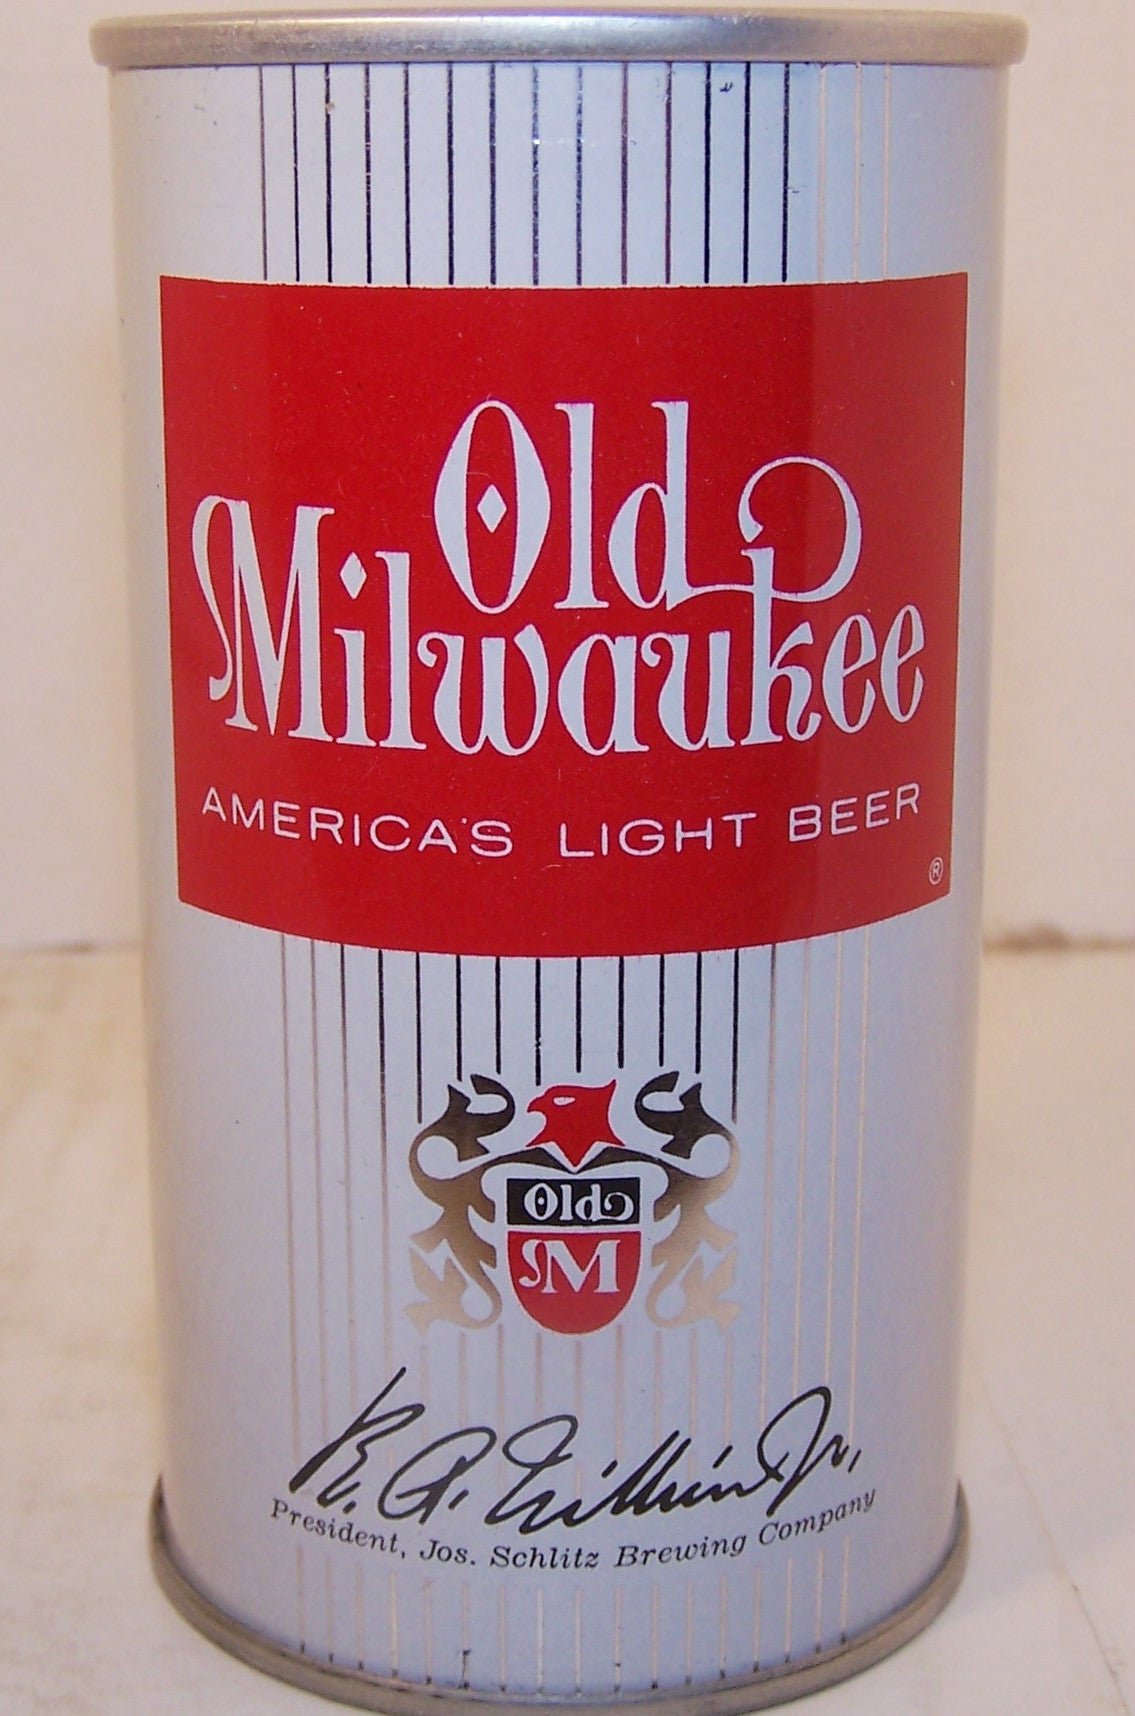 Old
Milwaukee
AMERICA'S LIGHT BEER
®
Old
M
President, Jos. Schlitz Brewing Company